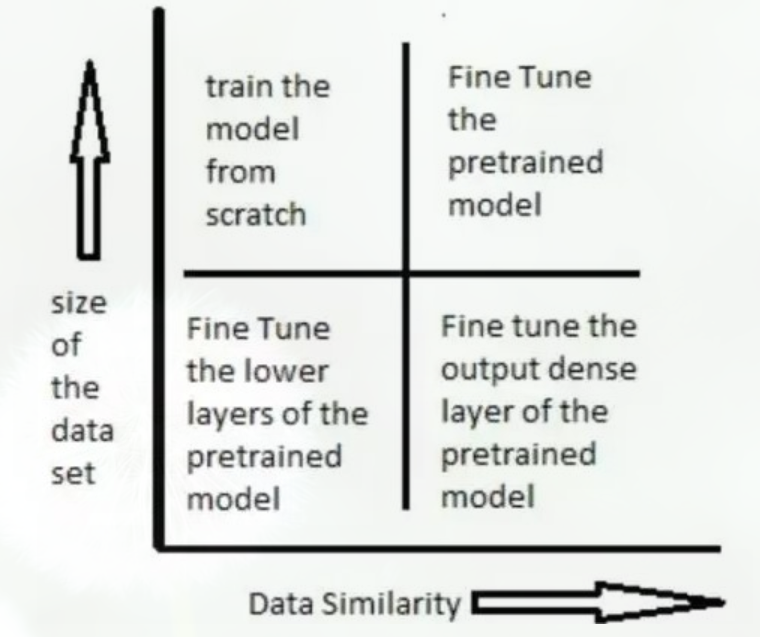 train the
model
from
scratch
Fine Tune
the
pretrained
model
size
of
the
data
set
Fine Tune
the lower
layers of the
pretrained
model
Fine tune the
output dense
layer of the
pretrained
model
Data Similarity